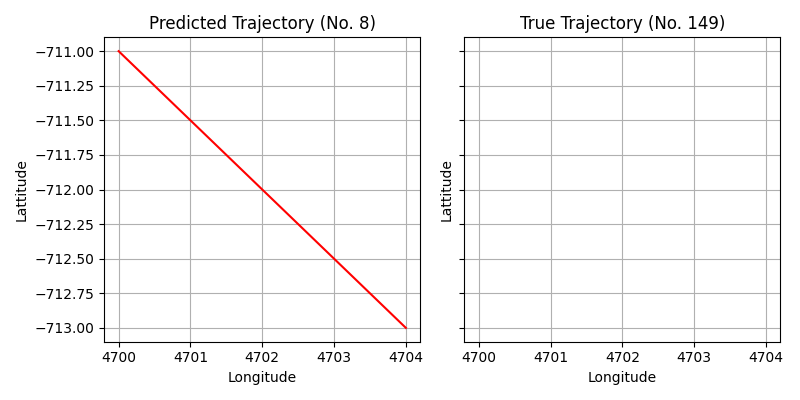 Predicted Trajectory (No. 8)
True Trajectory (No. 149)
Lattitude
−711.00
−711.25
−711.50
−711.75
−712.00
−712.25
−712.50
−712.75
−713.00
4700 4701 4702 4703 4704
Longitude
Lattitude
4700 4701 4702 4703 4704
Longitude